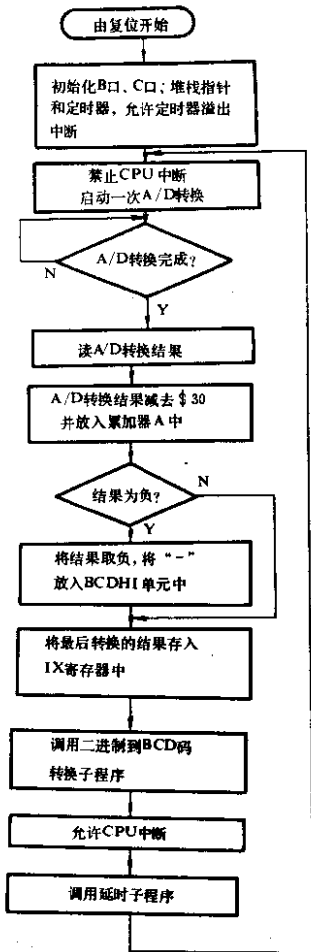 由复位开始
初始化B口、C口；堆栈指针
和定时器，允许定时器溢出
中断
禁止CPU中断
启动一次A/D转换
A/D转换完成？
N
Y
读A/D转换结果
A/D转换结果减去$30
并放入累加器A中
N
结果为负？
Y
将结果取负，将“-”
放入BCDHI单元中
将最后转换的结果存入
IX寄存器中
调用二进制到BCD码
转换子程序
允许CPU中断
调用延时子程序